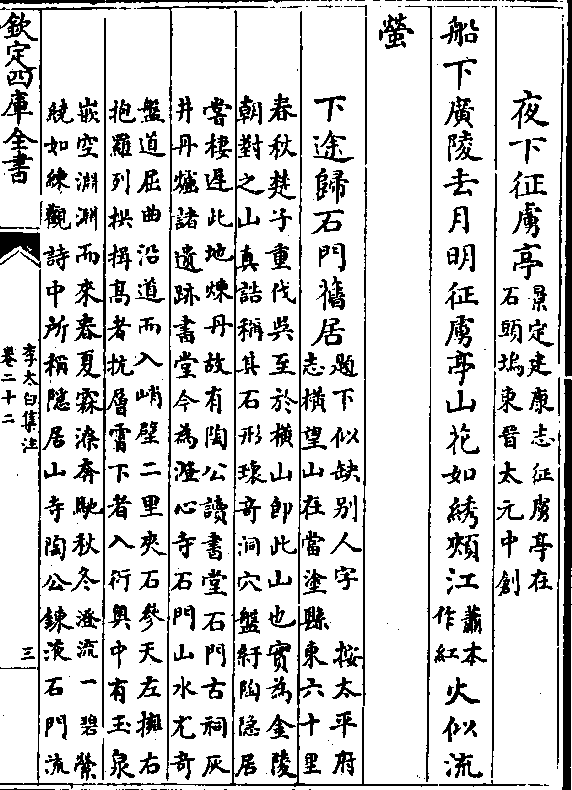 夜下征虜亭景定建康志征虜亭在石頭塢東晉太元中創
船下廣陵去月明征虜亭山花如綉頰江蕭本作紅火似流
螢
下途歸石門舊居題下似缺别人字 按太平府志横望山在當塗縣東六十里
春秋楚子重伐吳至於横山即此山也實為金陵
朝對之山真誥稱其石形瓌奇洞穴盤紆陶隱居
嘗棲遲此地煉丹故有陶公讀書堂石門古祠灰
井丹爐諸遺跡書堂今為澄心寺石門山水尤奇
盤道屈曲沿道而入峭壁二里夾石參天左擁右
抱羅列拱揖高者抗層霄下者入衍奥中有玉泉
嵌空淵淵而來春夏霖潦奔馳秋冬澄流一碧縈
繞如練觀詩中所稱隱居山寺陶公鍊液石門流
欽定四庫全書
李太白集注
卷二十二
三